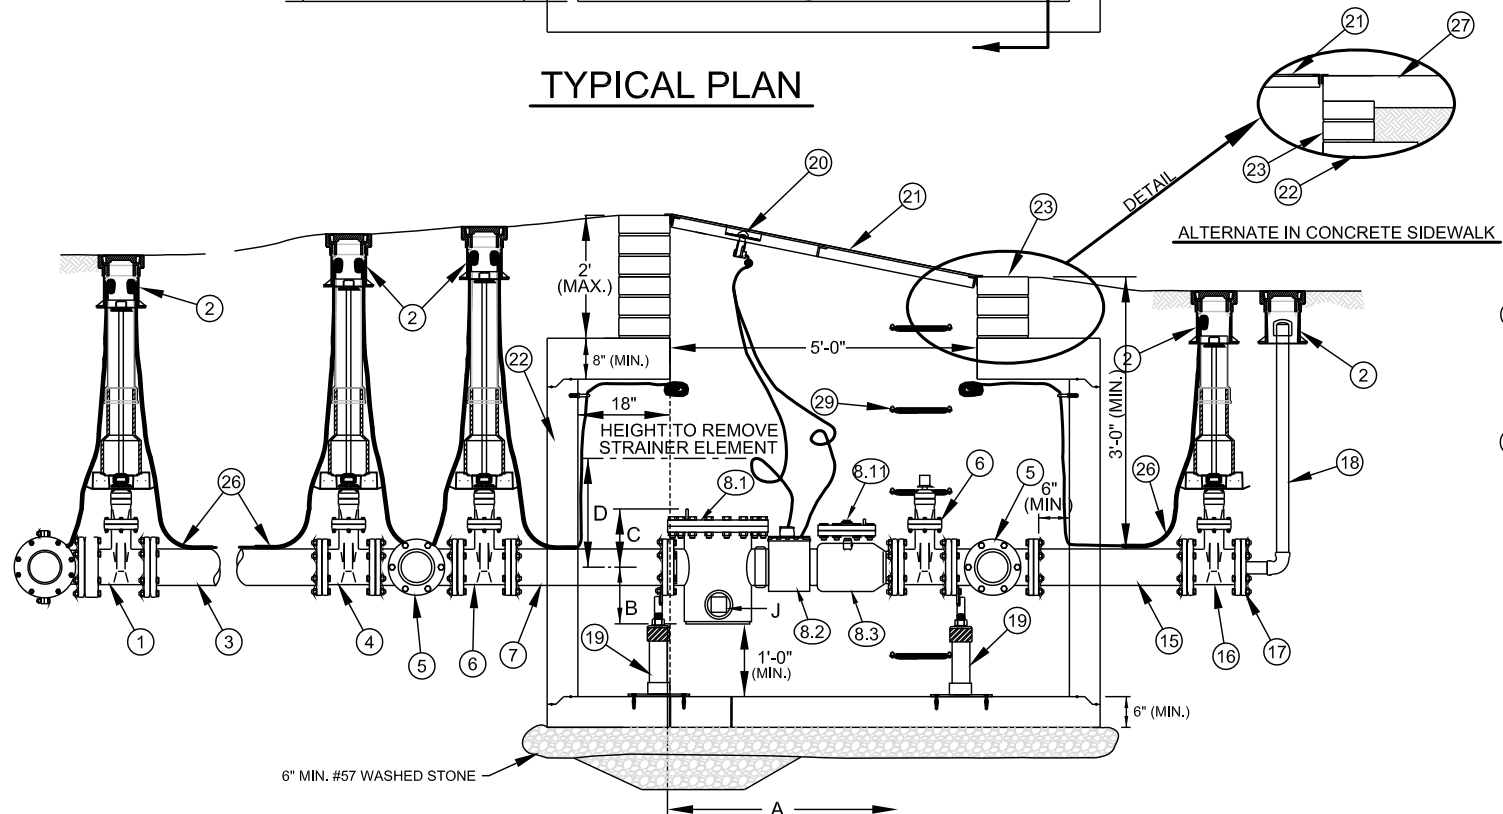 TYPICAL PLAN
21
27
23
22
DETAIL
ALTERNATE IN CONCRETE SIDEWALK
20
21
23
2' (MAX.)
2
2
5'-0"
8" (MIN.)
2
2
22
29
3'-0" (MIN.)
18"
HEIGHT TO REMOVE
STRAINER ELEMENT
26
8.1
8.11
6
5
6"
(MIN.)
26
18
D
C
B
J
1
3
4
5
6
7
19
8.2
8.3
19
15
16
17
1'-0"
(MIN.)
6" (MIN.)
6" MIN. #57 WASHED STONE
A